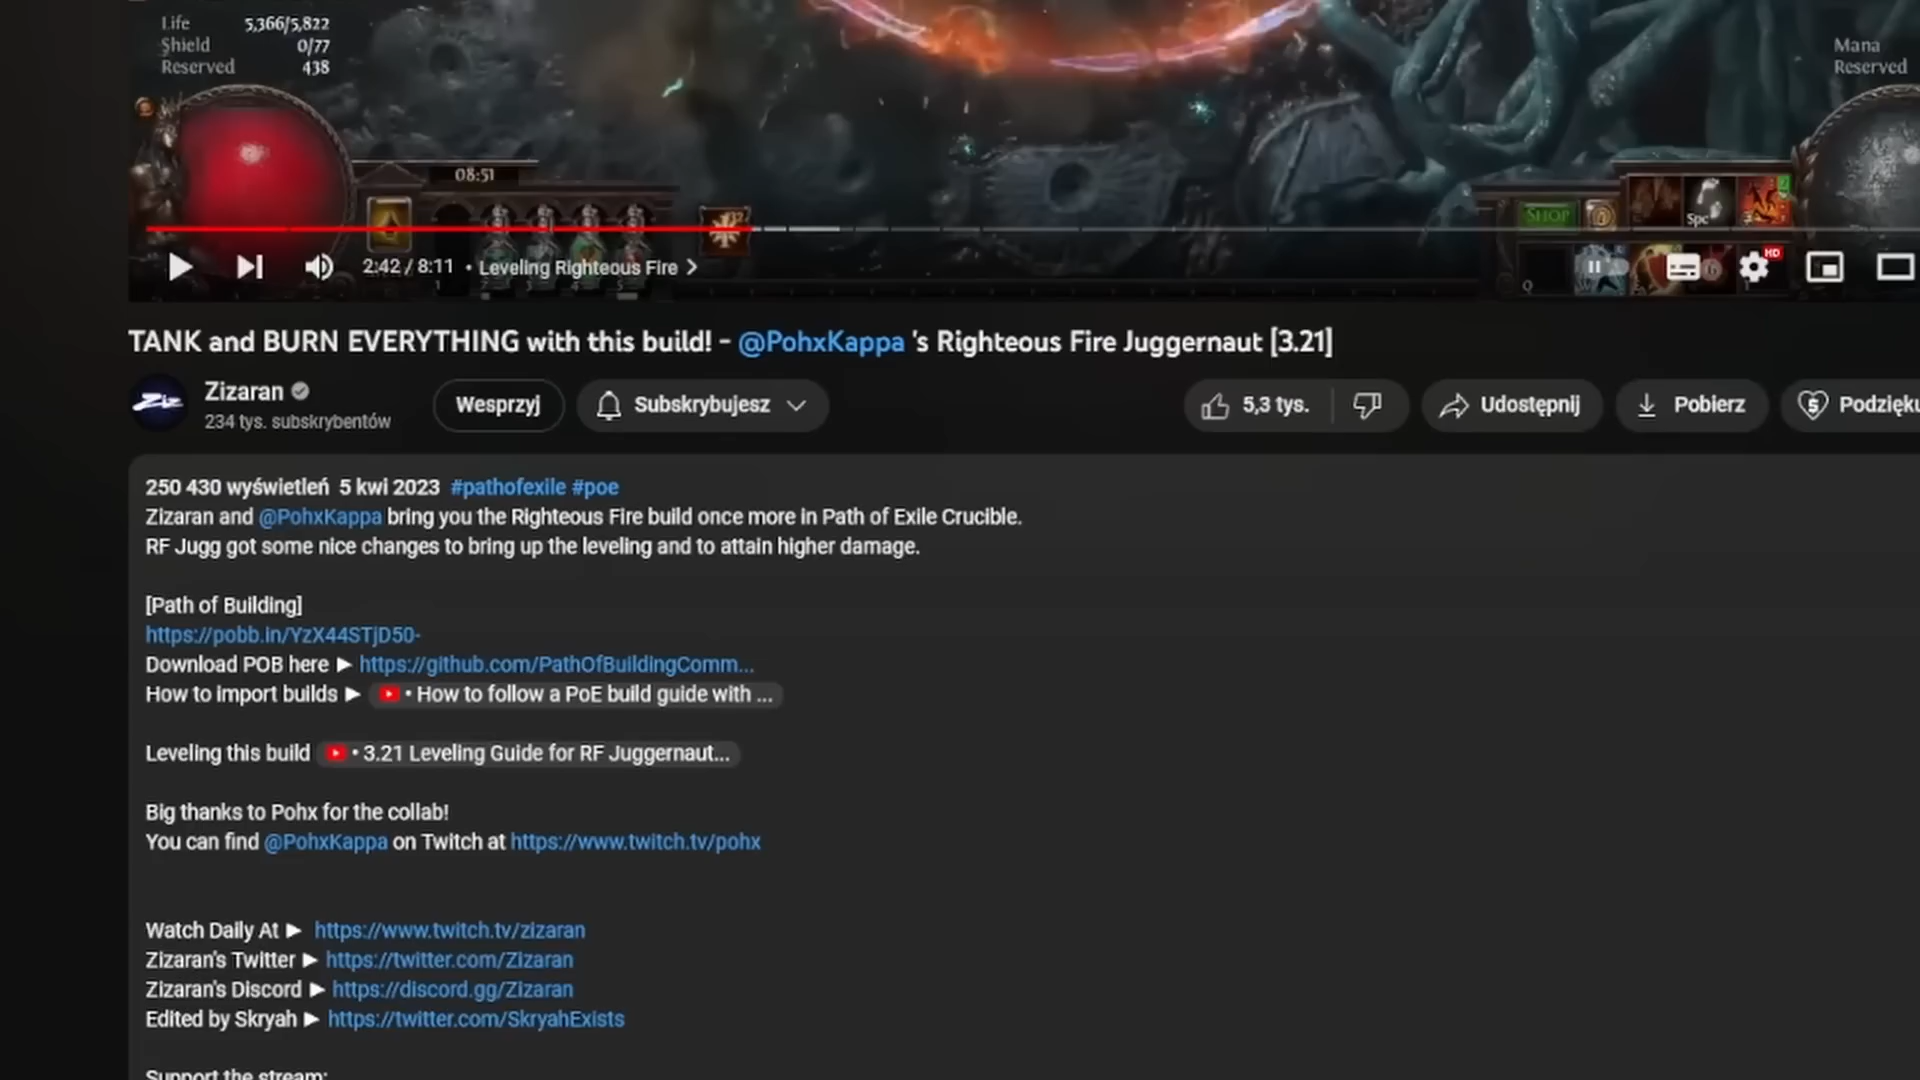 Life 5,366/5,822
Shield 0/77
Reserved 438
Mana
Reserved
08:51
SHOP
Spc
2:42 / 8:11 • Leveling Righteous Fire
Q
HD
TANK and BURN EVERYTHING with this build! - @PohxKappa 's Righteous Fire Juggernaut [3.21]
Ziz
Zizaran
234 tys. subskrybentów
Wesprzyj
Subskrybujesz
5,3 tys.
Udostępnij
Pobierz
Podzięku
250 430 wyświetleń 5 kwi 2023 #pathofexile #poe
Zizaran and @PohxKappa bring you the Righteous Fire build once more in Path of Exile Crucible.
RF Jugg got some nice changes to bring up the leveling and to attain higher damage.
[Path of Building]
https://pobb.in/YzX44STjD50-
Download POB here ► https://github.com/PathOfBuildingComm...
How to import builds ► • How to follow a PoE build guide with ...
Leveling this build • 3.21 Leveling Guide for RF Juggernaut...
Big thanks to Pohx for the collab!
You can find @PohxKappa on Twitch at https://www.twitch.tv/pohx
Watch Daily At ► https://www.twitch.tv/zizaran
Zizaran's Twitter ► https://twitter.com/Zizaran
Zizaran's Discord ► https://discord.gg/Zizaran
Edited by Skryah ► https://twitter.com/SkryahExists
Support the stream: